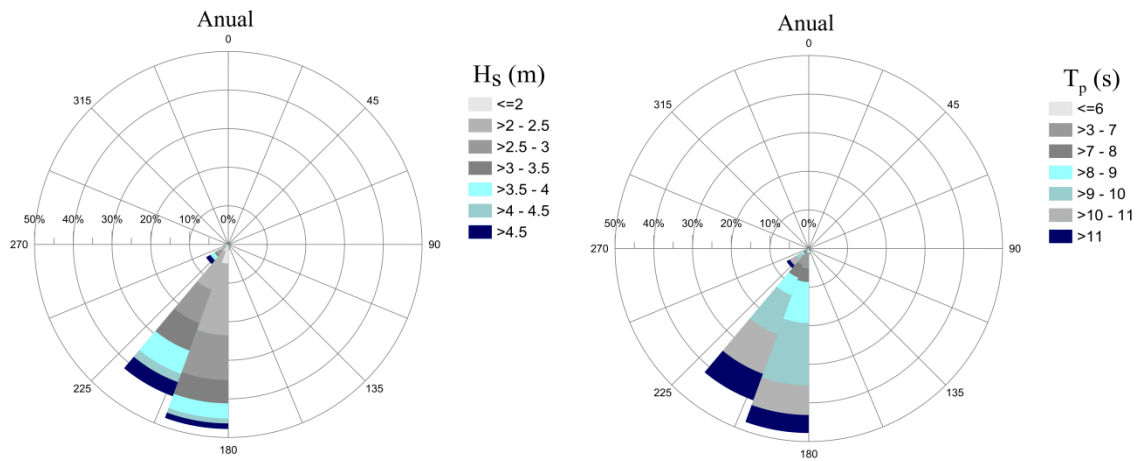 Anual
0
45
90
135
180
225
270
315
50%
40%
30%
20%
10%
0%
HS (m)
<=2
>2 - 2.5
>2.5 - 3
>3 - 3.5
>3.5 - 4
>4 - 4.5
>4.5
Anual
0
45
90
135
180
225
270
315
50%
40%
30%
20%
10%
0%
Tp (s)
<=6
>3 - 7
>7 - 8
>8 - 9
>9 - 10
>10 - 11
>11